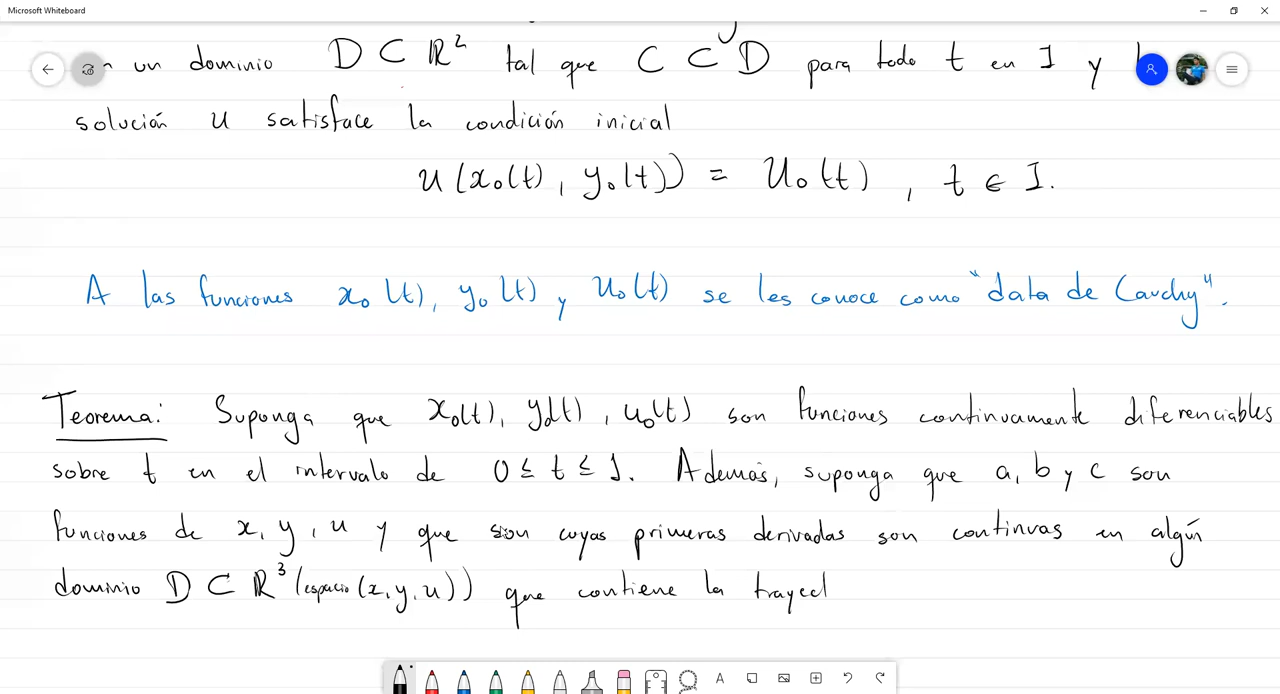 Microsoft Whiteboard
un dominio D ⊂ ℝ² tal que C ⊂ D para todo t en I y
solución u satisface la condición inicial
u(x₀(t), y₀(t)) = u₀(t), t ∈ I.
A las funciones x₀(t), y₀(t) y u₀(t) se les conoce como "data de Cauchy".
Teorema: Suponga que x₀(t), y₀(t), u₀(t) son funciones continuamente diferenciables
sobre t en el intervalo de 0 ≤ t ≤ 1. Además, suponga que a, b y c son
funciones de x, y, u y que son cuyas primeras derivadas son continuas en algún
dominio D ⊂ ℝ³ (espacio (x, y, u)) que contiene la trayect